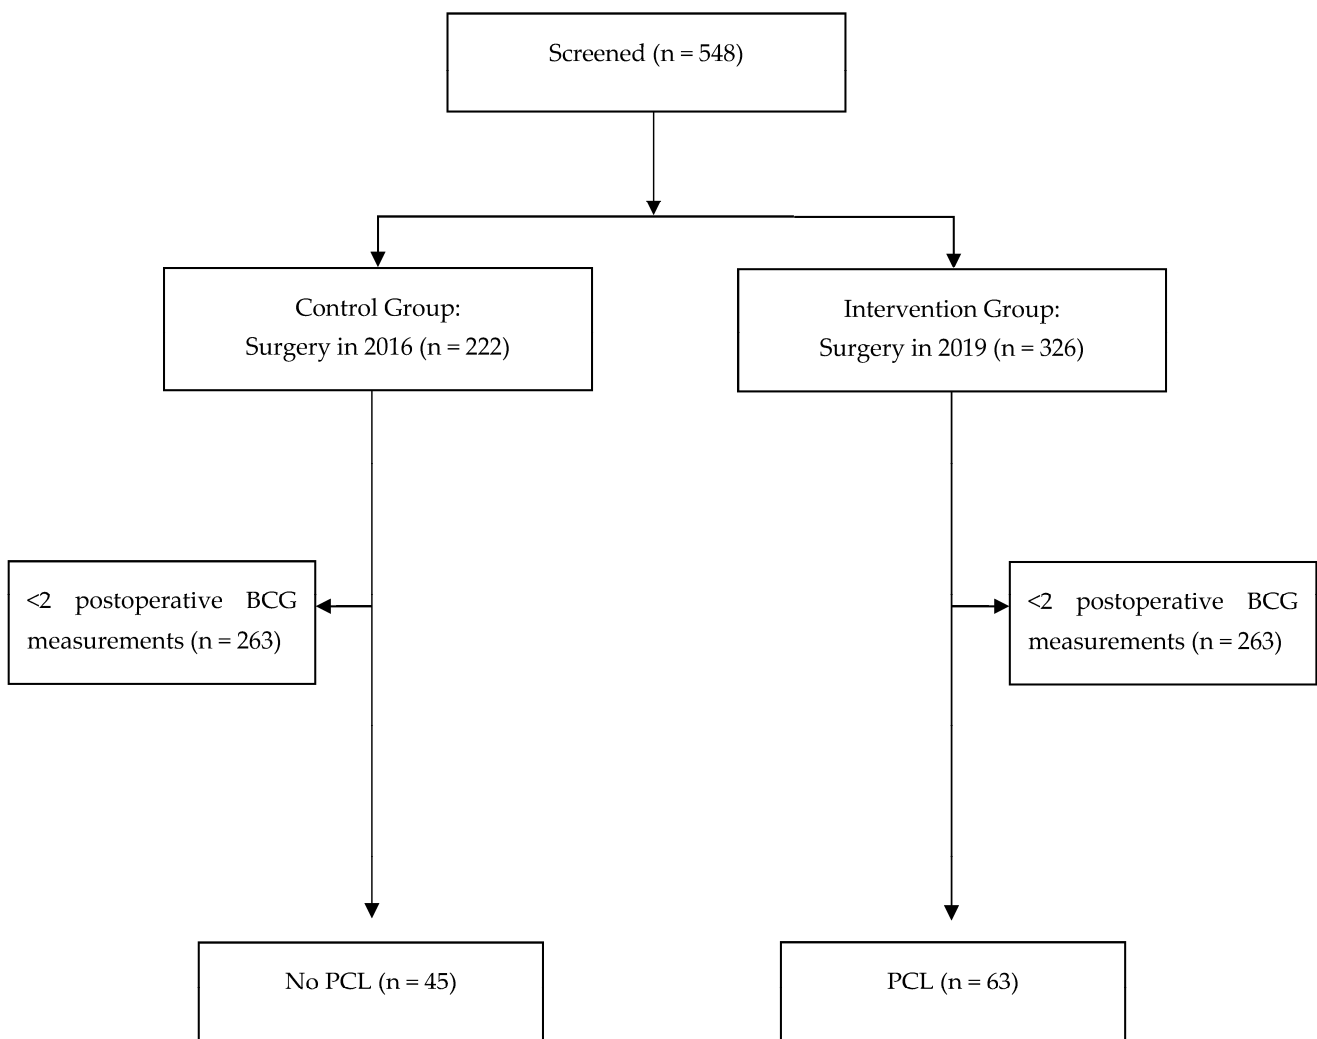 Screened (n = 548)
Control Group:
Surgery in 2016 (n = 222)
Intervention Group:
Surgery in 2019 (n = 326)
<2 postoperative BCG
measurements (n = 263)
<2 postoperative BCG
measurements (n = 263)
No PCL (n = 45)
PCL (n = 63)